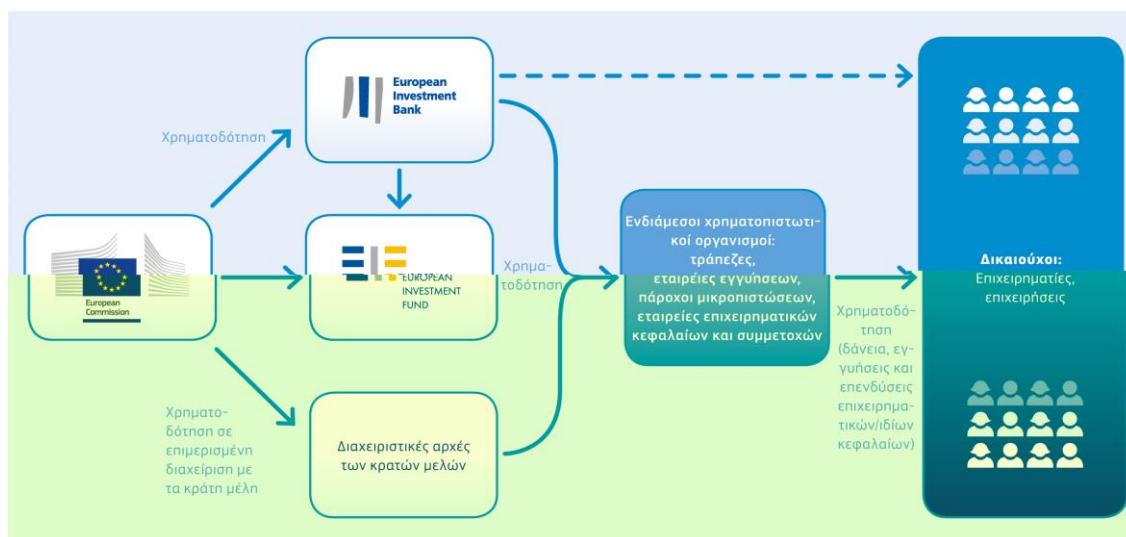 European
Investment
Bank
Χρηματοδότηση
European
Commission
EUROPEAN
INVESTMENT
FUND
Χρημα-
τοδότηση
Χρηματο-
δότηση σε
επιμερισμένη
διαχείριση με
τα κράτη μέλη
Διαχειριστικές αρχές
των κρατών μελών
Ενδιάμεσοι χρηματοπιστωτι-
κοί οργανισμοί:
τράπεζες,
εταιρείες εγγυήσεων,
πάροχοι μικροπιστώσεων,
εταιρείες επιχειρηματικών
κεφαλαίων και συμμετοχών
Χρηματοδό-
τηση
(δάνεια, εγ-
γυήσεις και
επενδύσεις
επιχειρημα-
τικών/ιδίων
κεφαλαίων)
Δικαιούχοι:
Επιχειρηματίες,
επιχειρήσεις